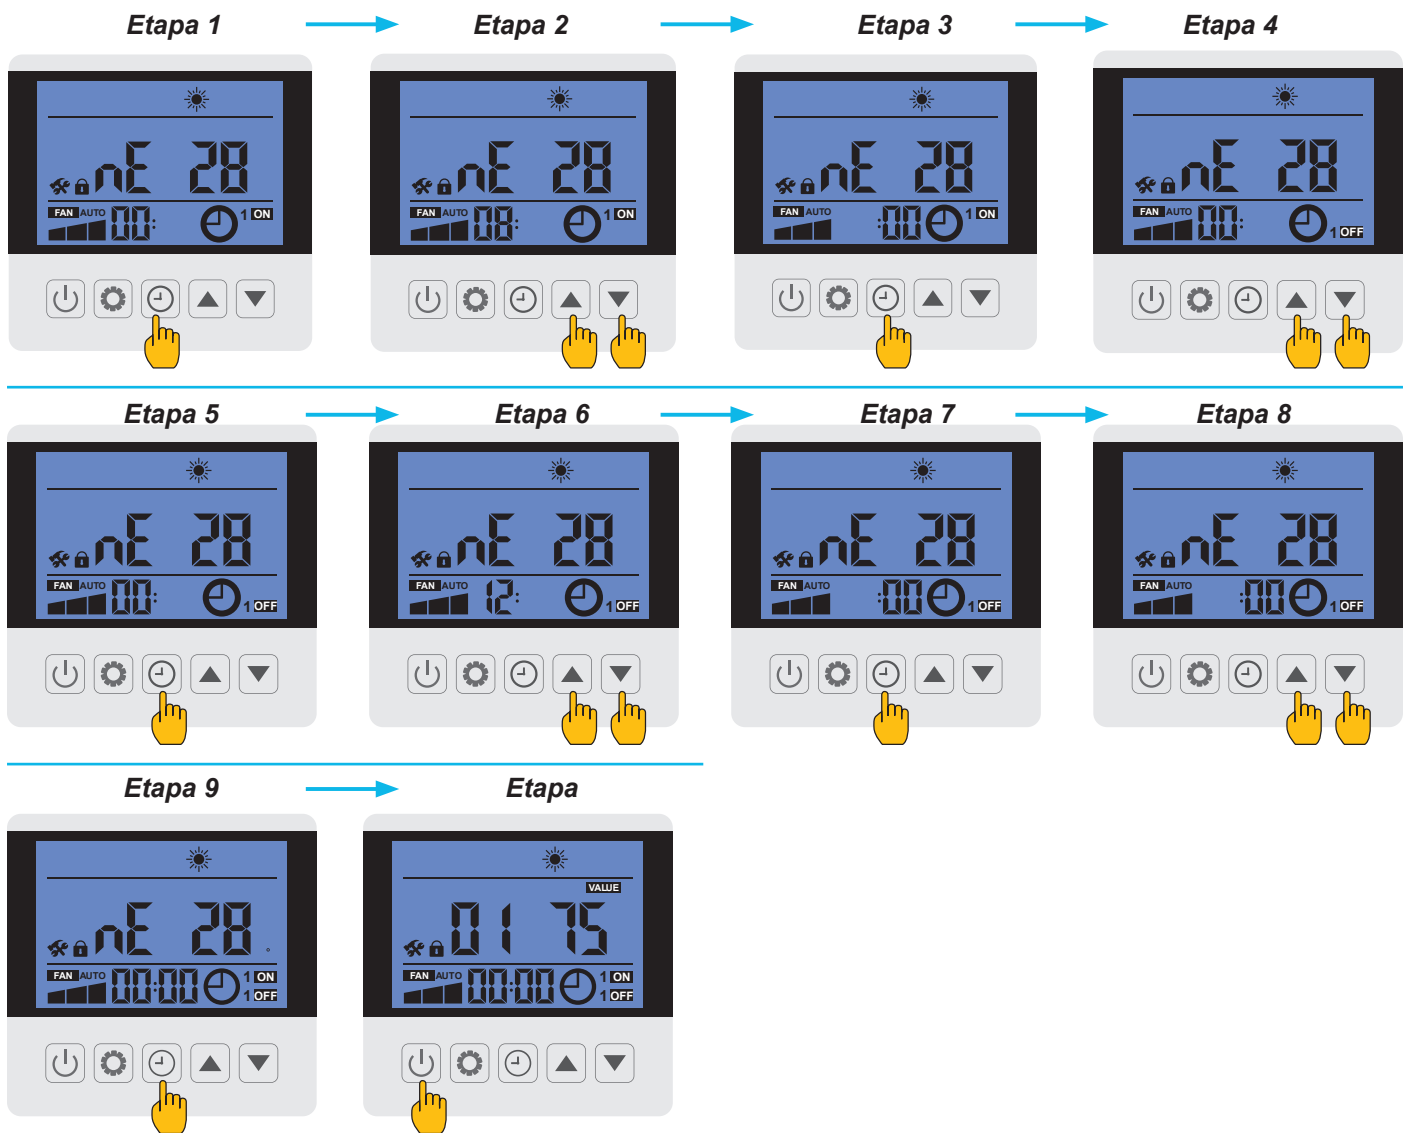 Etapa 1
nE 28
FAN AUTO 00: 1 ON
Etapa 2
nE 28
FAN AUTO 08: 1 ON
Etapa 3
nE 28
FAN AUTO :00 1 ON
Etapa 4
nE 28
FAN AUTO 00: 1 OFF
Etapa 5
nE 28
FAN AUTO 00: 1 OFF
Etapa 6
nE 28
FAN AUTO 12: 1 OFF
Etapa 7
nE 28
FAN AUTO :00 1 OFF
Etapa 8
nE 28
FAN AUTO :00 1 OFF
Etapa 9
nE 28
FAN AUTO 00:00 1 ON
1 OFF
Etapa
VALUE
01 75
FAN AUTO 00:00 1 ON
1 OFF